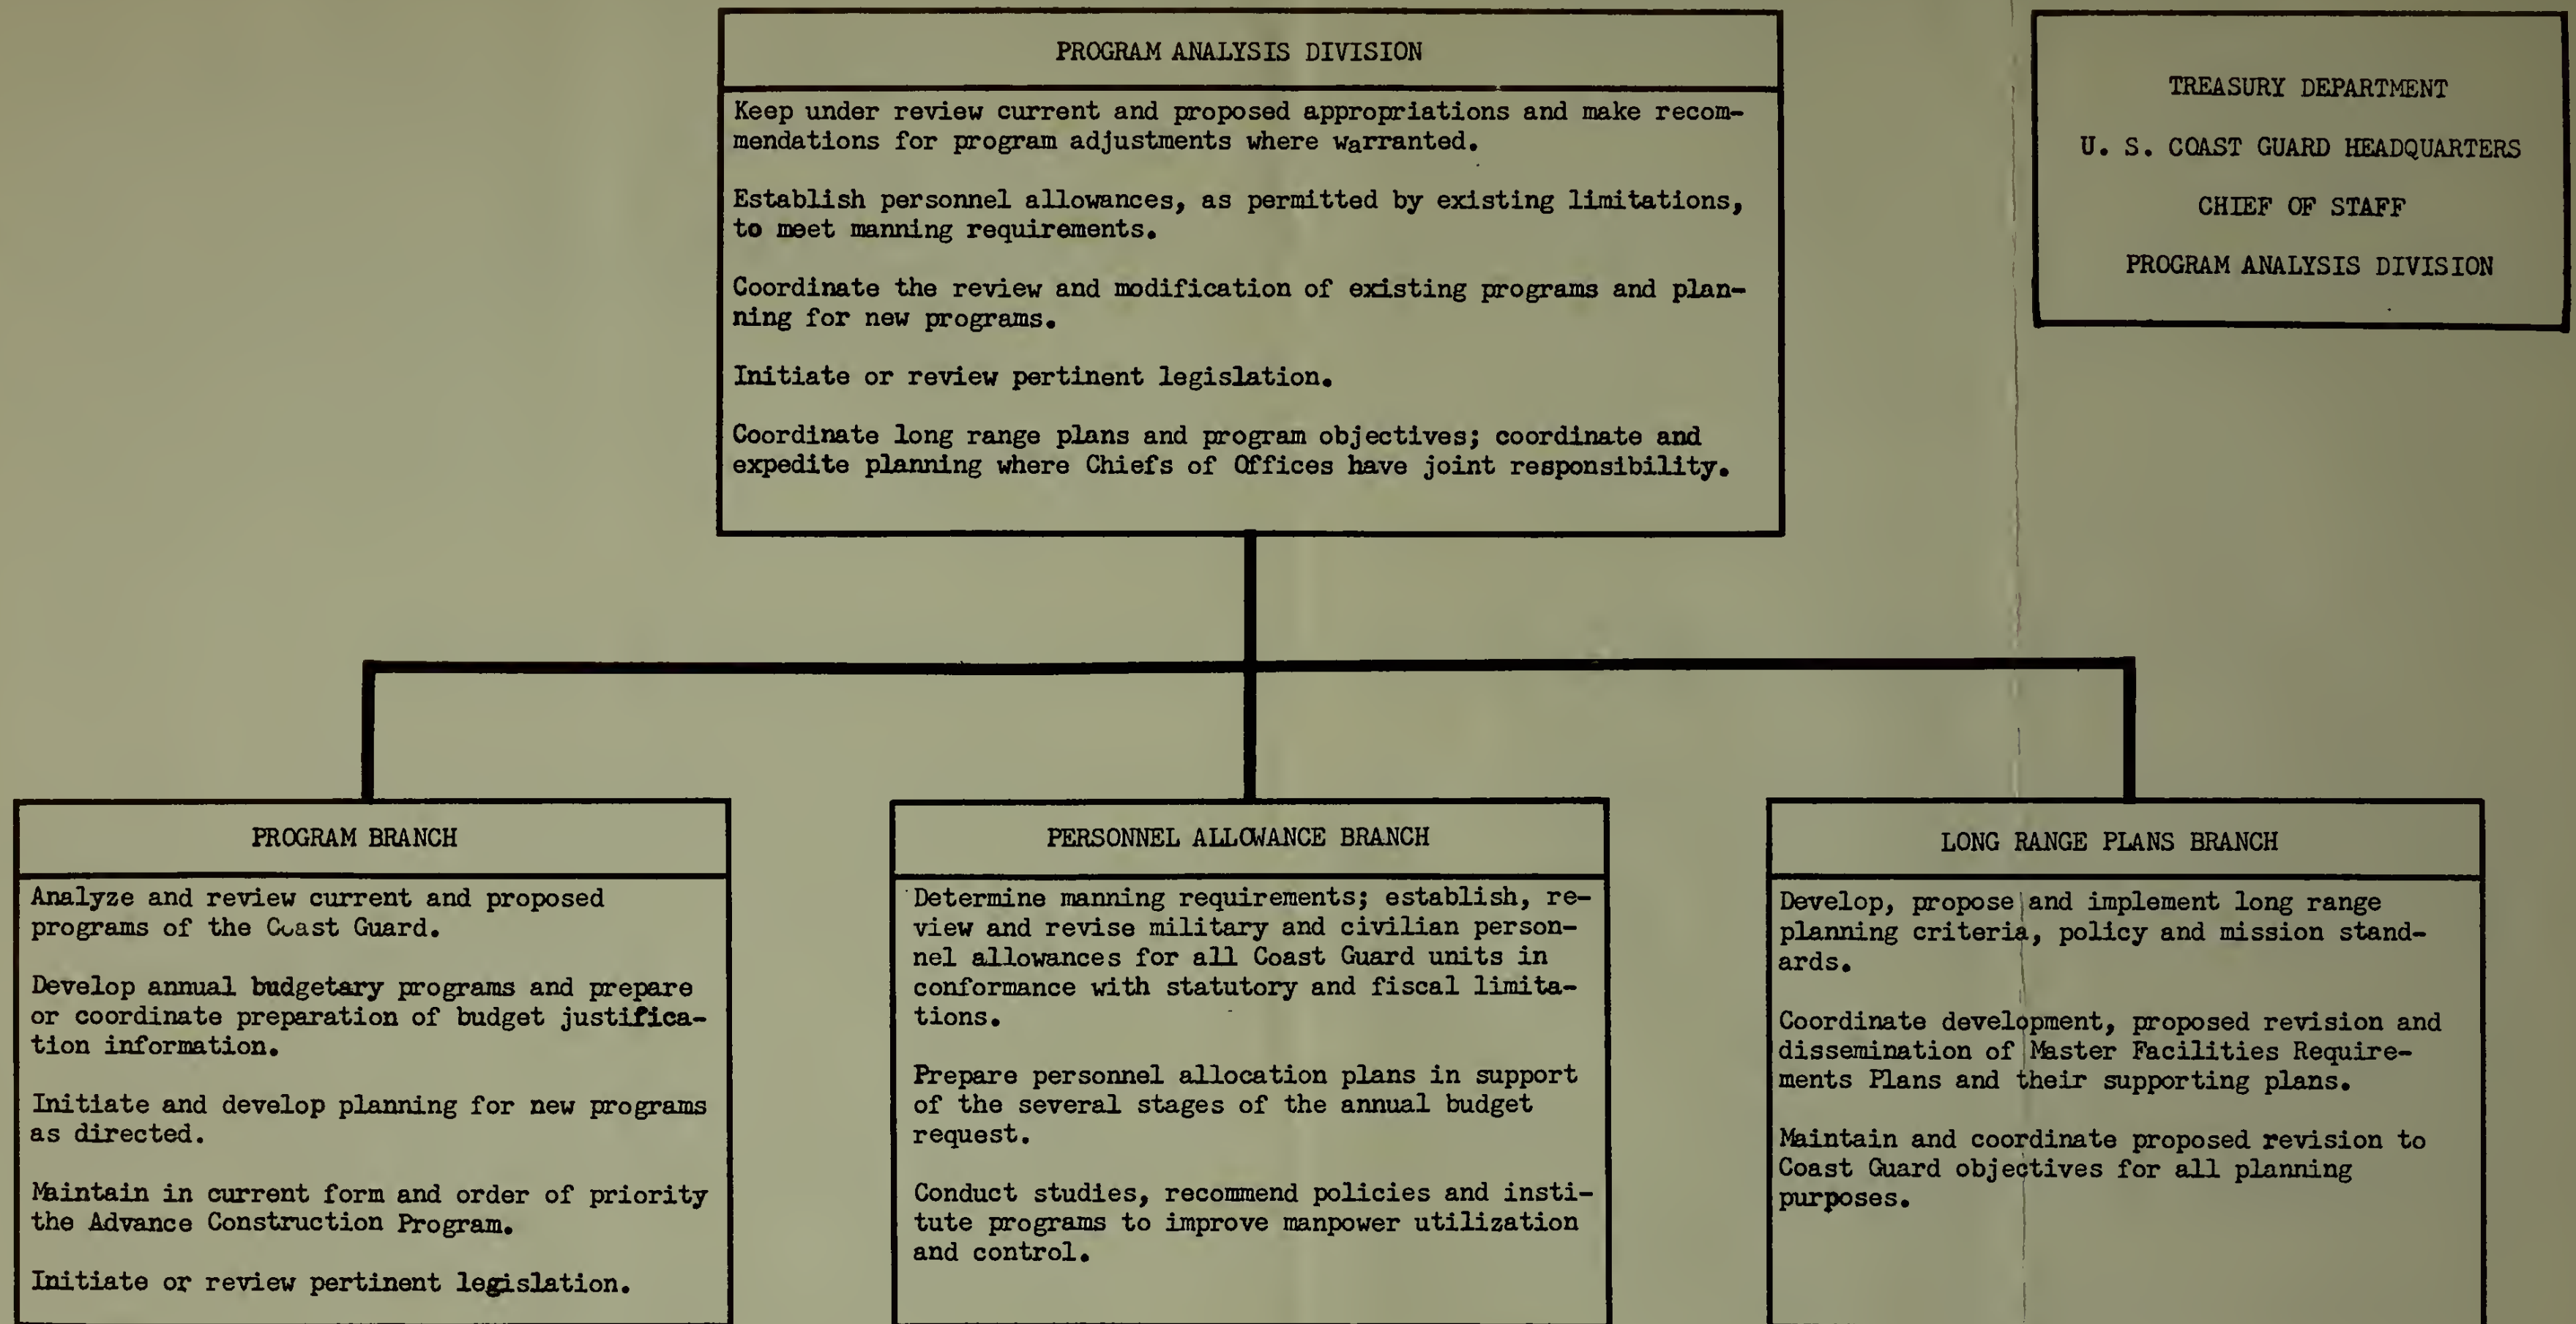 PROGRAM ANALYSIS DIVISION
Keep under review current and proposed appropriations and make recom-
mendations for program adjustments where warranted.
Establish personnel allowances, as permitted by existing limitations,
to meet manning requirements.
Coordinate the review and modification of existing programs and plan-
ning for new programs.
Initiate or review pertinent legislation.
Coordinate long range plans and program objectives; coordinate and
expedite planning where Chiefs of Offices have joint responsibility.
TREASURY DEPARTMENT
U. S. COAST GUARD HEADQUARTERS
CHIEF OF STAFF
PROGRAM ANALYSIS DIVISION
PROGRAM BRANCH
Analyze and review current and proposed
programs of the Coast Guard.
Develop annual budgetary programs and prepare
or coordinate preparation of budget justifica-
tion information.
Initiate and develop planning for new programs
as directed.
Maintain in current form and order of priority
the Advance Construction Program.
Initiate or review pertinent legislation.
PERSONNEL ALLOWANCE BRANCH
Determine manning requirements; establish, re-
view and revise military and civilian person-
nel allowances for all Coast Guard units in
conformance with statutory and fiscal limita-
tions.
Prepare personnel allocation plans in support
of the several stages of the annual budget
request.
Conduct studies, recommend policies and insti-
tute programs to improve manpower utilization
and control.
LONG RANGE PLANS BRANCH
Develop, propose and implement long range
planning criteria, policy and mission stand-
ards.
Coordinate development, proposed revision and
dissemination of Master Facilities Require-
ments Plans and their supporting plans.
Maintain and coordinate proposed revision to
Coast Guard objectives for all planning
purposes.